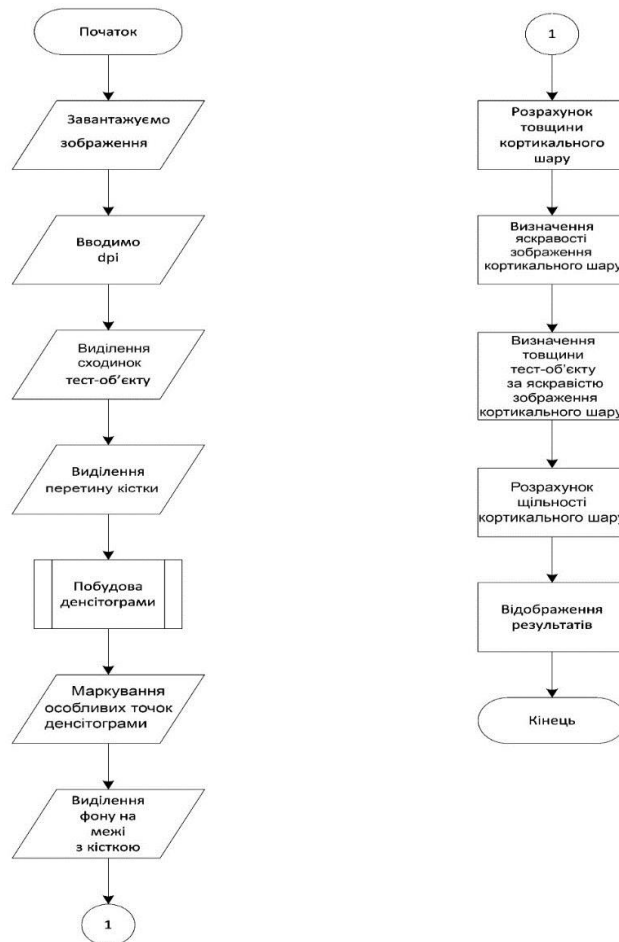 Початок
Завантажуємо
зображення
Вводимо
dpi
Виділення
сходинок
тест-об'єкту
Виділення
перетину кістки
Побудова
денсітограми
Маркування
особливих точок
денсітограми
Виділення
фону на
межі
з кісткою
1
1
Розрахунок
товщини
кортикального
шару
Визначення
яскравості
зображення
кортикального шару
Визначення
товщини
тест-об'єкту
за яскравістю
зображення
кортикального шару
Розрахунок
щільності
кортикального шару
Відображення
результатів
Кінець